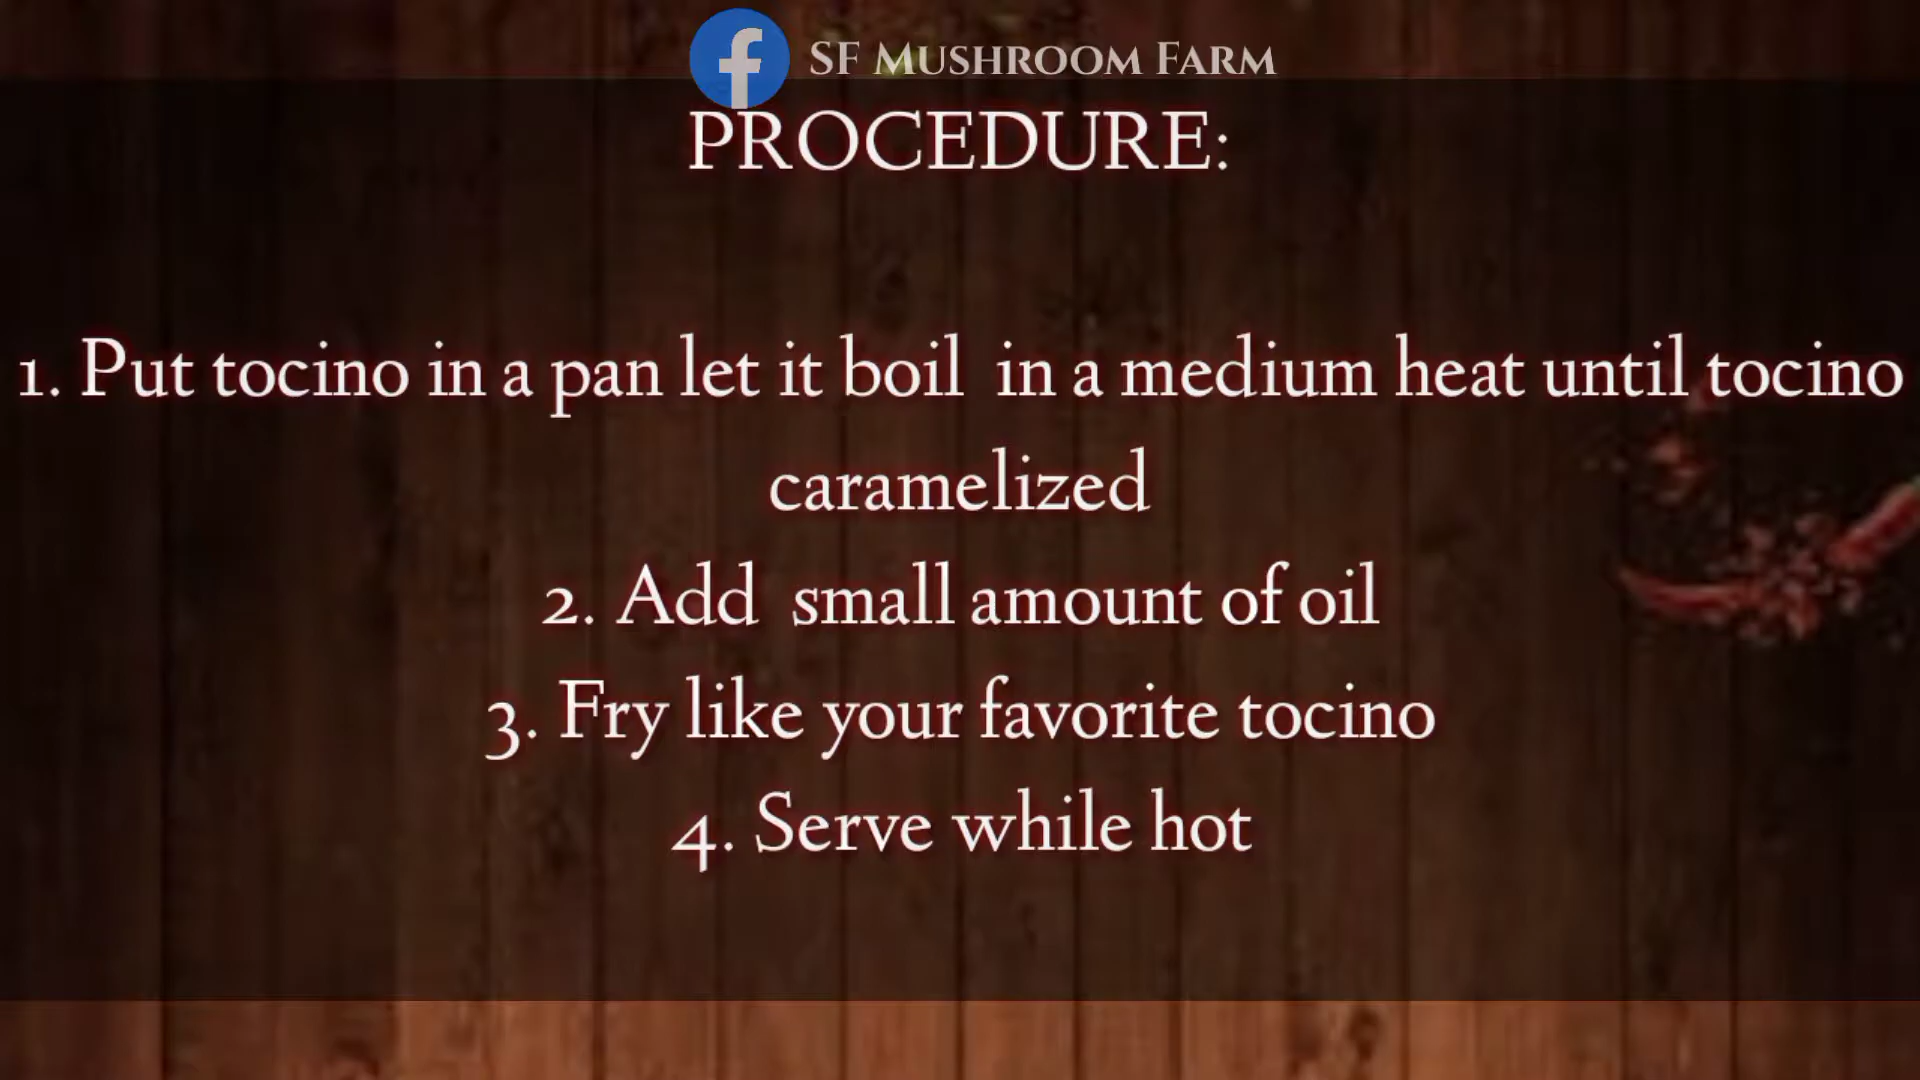 SF Mushroom Farm
PROCEDURE:
1. Put tocino in a pan let it boil in a medium heat until tocino
caramelized
2. Add small amount of oil
3. Fry like your favorite tocino
4. Serve while hot